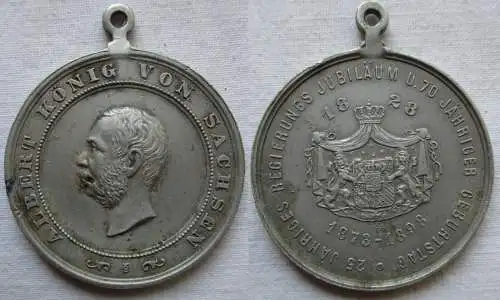 ALBERT KÖNIG VON SACHSEN
25 JÄHRIGES REGIERUNGS JUBILÄUM U. 70 JÄHRIGER GEBURTSTAG
1828
1873-1898